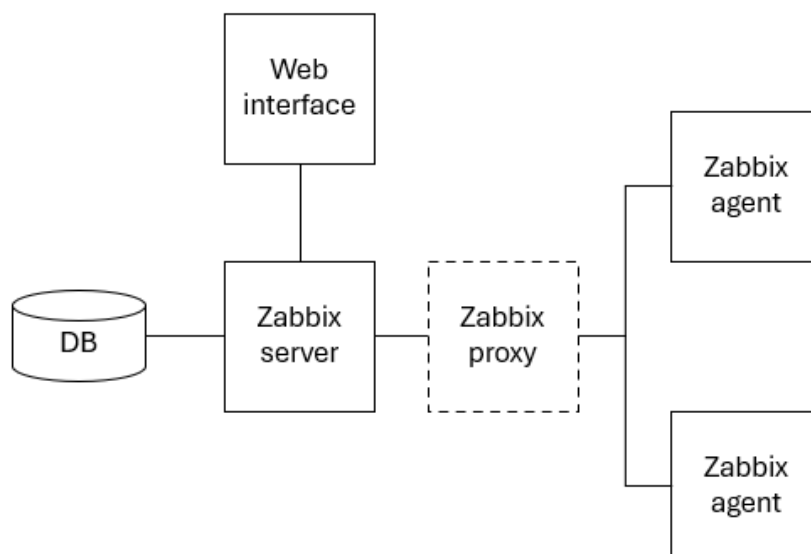 Web
interface
Zabbix
agent
DB
Zabbix
server
Zabbix
proxy
Zabbix
agent